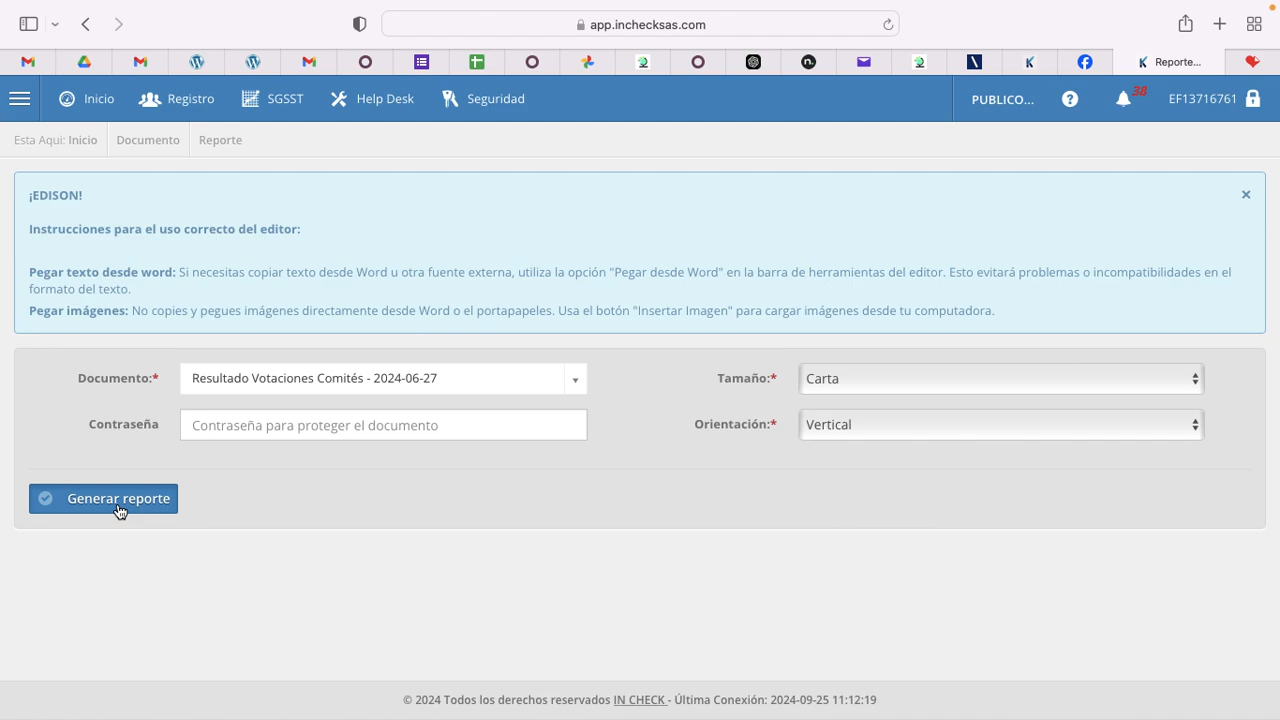 app.inchecksas.com
Reporte...
Inicio
Registro
SGSST
Help Desk
Seguridad
PUBLICO...
38
EF13716761
Esta Aqui: Inicio
Documento
Reporte
¡EDISON!
×
Instrucciones para el uso correcto del editor:
Pegar texto desde word: Si necesitas copiar texto desde Word u otra fuente externa, utiliza la opción "Pegar desde Word" en la barra de herramientas del editor. Esto evitará problemas o incompatibilidades en el
formato del texto.
Pegar imágenes: No copies y pegues imágenes directamente desde Word o el portapapeles. Usa el botón "Insertar Imagen" para cargar imágenes desde tu computadora.
Documento:*
Resultado Votaciones Comités - 2024-06-27
Tamaño:*
Carta
Contraseña
Contraseña para proteger el documento
Orientación:*
Vertical
Generar reporte
© 2024 Todos los derechos reservados IN CHECK - Última Conexión: 2024-09-25 11:12:19